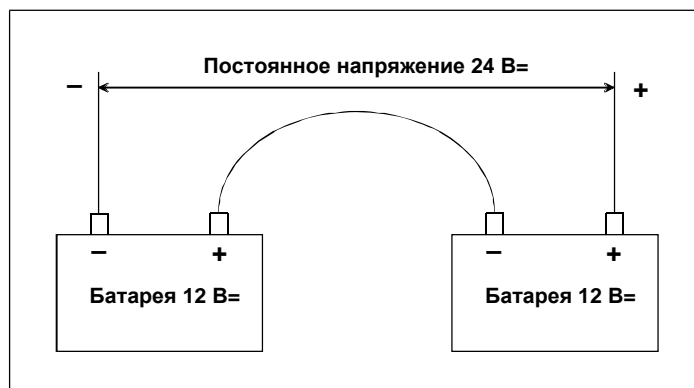 Постоянное напряжение 24 В=
– +
– + – +
Батарея 12 В= Батарея 12 В=